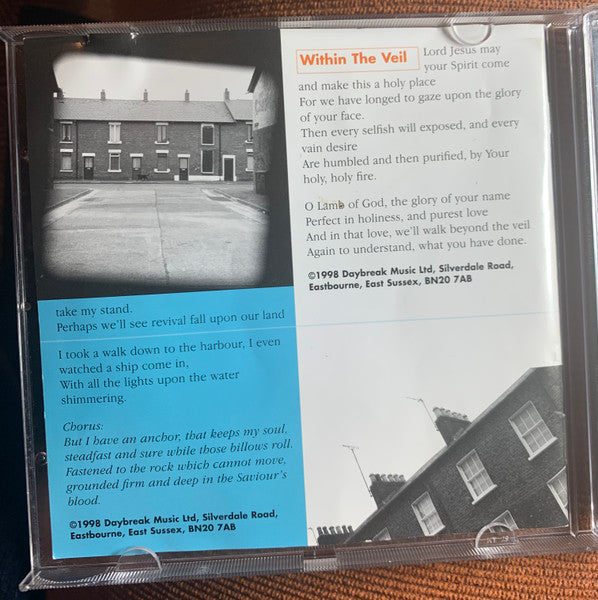 take my stand.
Perhaps we'll see revival fall upon our land
I took a walk down to the harbour, I even
watched a ship come in,
With all the lights upon the water
shimmering.
Chorus:
But I have an anchor, that keeps my soul,
steadfast and sure while those billows roll.
Fastened to the rock which cannot move,
grounded firm and deep in the Saviour's
blood.
©1998 Daybreak Music Ltd, Silverdale Road,
Eastbourne, East Sussex, BN20 7AB
Within The Veil Lord Jesus may
your Spirit come
and make this a holy place
For we have longed to gaze upon the glory
of your face.
Then every selfish will exposed, and every
vain desire
Are humbled and then purified, by Your
holy, holy fire.
O Lamb of God, the glory of your name
Perfect in holiness, and purest love
And in that love, we'll walk beyond the veil
Again to understand, what you have done.
©1998 Daybreak Music Ltd, Silverdale Road,
Eastbourne, East Sussex, BN20 7AB